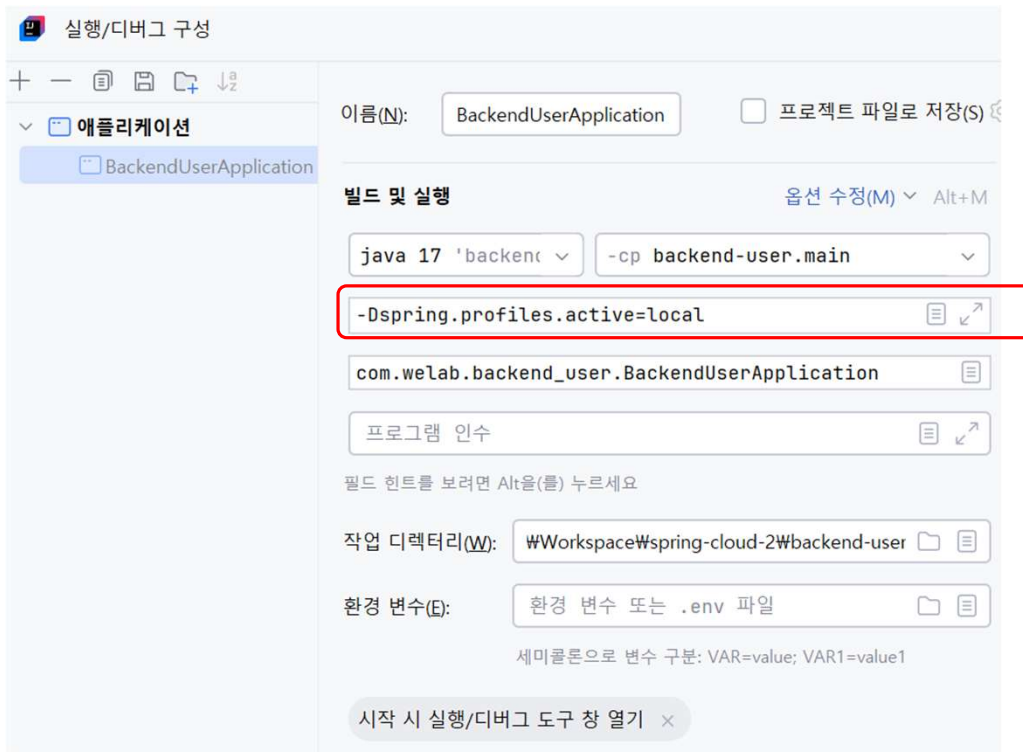 실행/디버그 구성
애플리케이션
BackendUserApplication
이름(N): BackendUserApplication 프로젝트 파일로 저장(S)
빌드 및 실행 옵션 수정(M) Alt+M
java 17 'backend -cp backend-user.main
-Dspring.profiles.active=local
com.welab.backend_user.BackendUserApplication
프로그램 인수
필드 힌트를 보려면 Alt을(를) 누르세요
작업 디렉터리(W): ₩Workspace₩spring-cloud-2₩backend-user
환경 변수(E): 환경 변수 또는 .env 파일
세미콜론으로 변수 구분: VAR=value; VAR1=value1
시작 시 실행/디버그 도구 창 열기